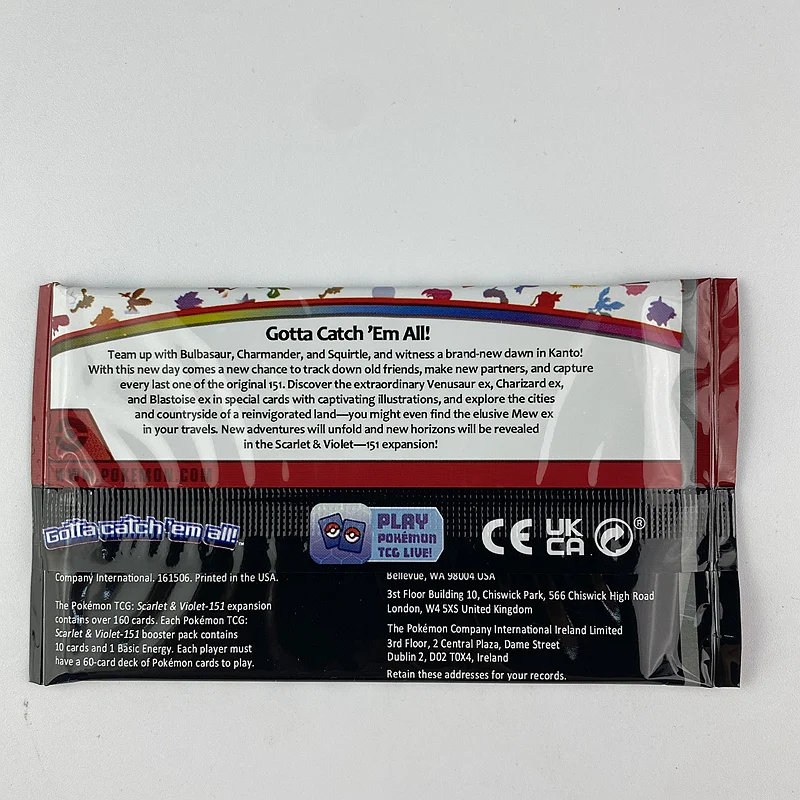 Gotta Catch 'Em All!
Team up with Bulbasaur, Charmander, and Squirtle, and witness a brand-new dawn in Kanto!
With this new day comes a new chance to track down old friends, make new partners, and capture
every last one of the original 151. Discover the extraordinary Venusaur ex, Charizard ex,
and Blastoise ex in special cards with captivating illustrations, and explore the cities
and countryside of a reinvigorated land—you might even find the elusive Mew ex
in your travels. New adventures will unfold and new horizons will be revealed
in the Scarlet & Violet—151 expansion!
WWW.POKEMON.COM
Gotta catch 'em all!™
PLAY
POKÉMON
TCG LIVE!
CE
UK
CA
®
Company International. 161506. Printed in the USA.
The Pokémon TCG: Scarlet & Violet-151 expansion
contains over 160 cards. Each Pokémon TCG:
Scarlet & Violet-151 booster pack contains
10 cards and 1 Basic Energy. Each player must
have a 60-card deck of Pokémon cards to play.
Bellevue, WA 98004 USA
3st Floor Building 10, Chiswick Park, 566 Chiswick High Road
London, W4 5XS United Kingdom
The Pokémon Company International Ireland Limited
3rd Floor, 2 Central Plaza, Dame Street
Dublin 2, D02 T0X4, Ireland
Retain these addresses for your records.